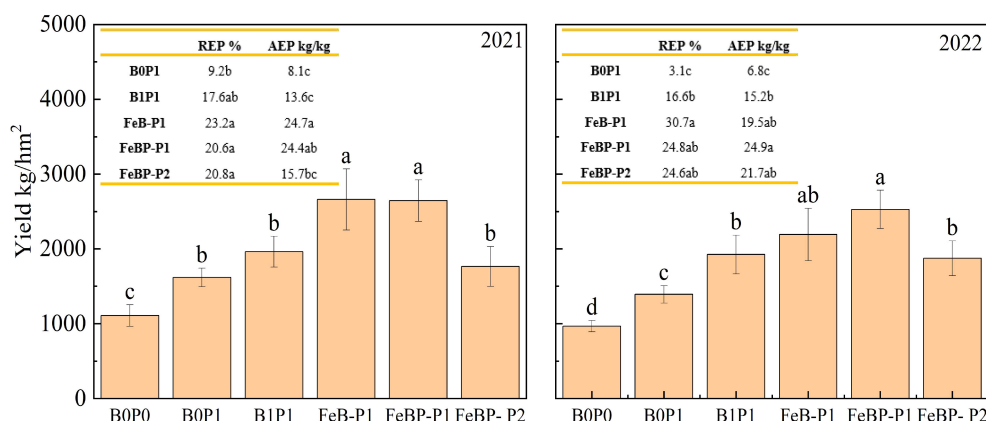 Yield kg/hm²
5000
4000
3000
2000
1000
0
2021
REP % AEP kg/kg
B0P1 9.2b 8.1c
B1P1 17.6ab 13.6c
FeB-P1 23.2a 24.7a
FeBP-P1 20.6a 24.4ab
FeBP-P2 20.8a 15.7bc
c b b a a b
B0P0 B0P1 B1P1 FeB-P1 FeBP-P1 FeBP- P2
2022
REP % AEP kg/kg
B0P1 3.1c 6.8c
B1P1 16.6b 15.2b
FeB-P1 30.7a 19.5ab
FeBP-P1 24.8ab 24.9a
FeBP-P2 24.6ab 21.7ab
d c b ab a b
B0P0 B0P1 B1P1 FeB-P1 FeBP-P1 FeBP- P2